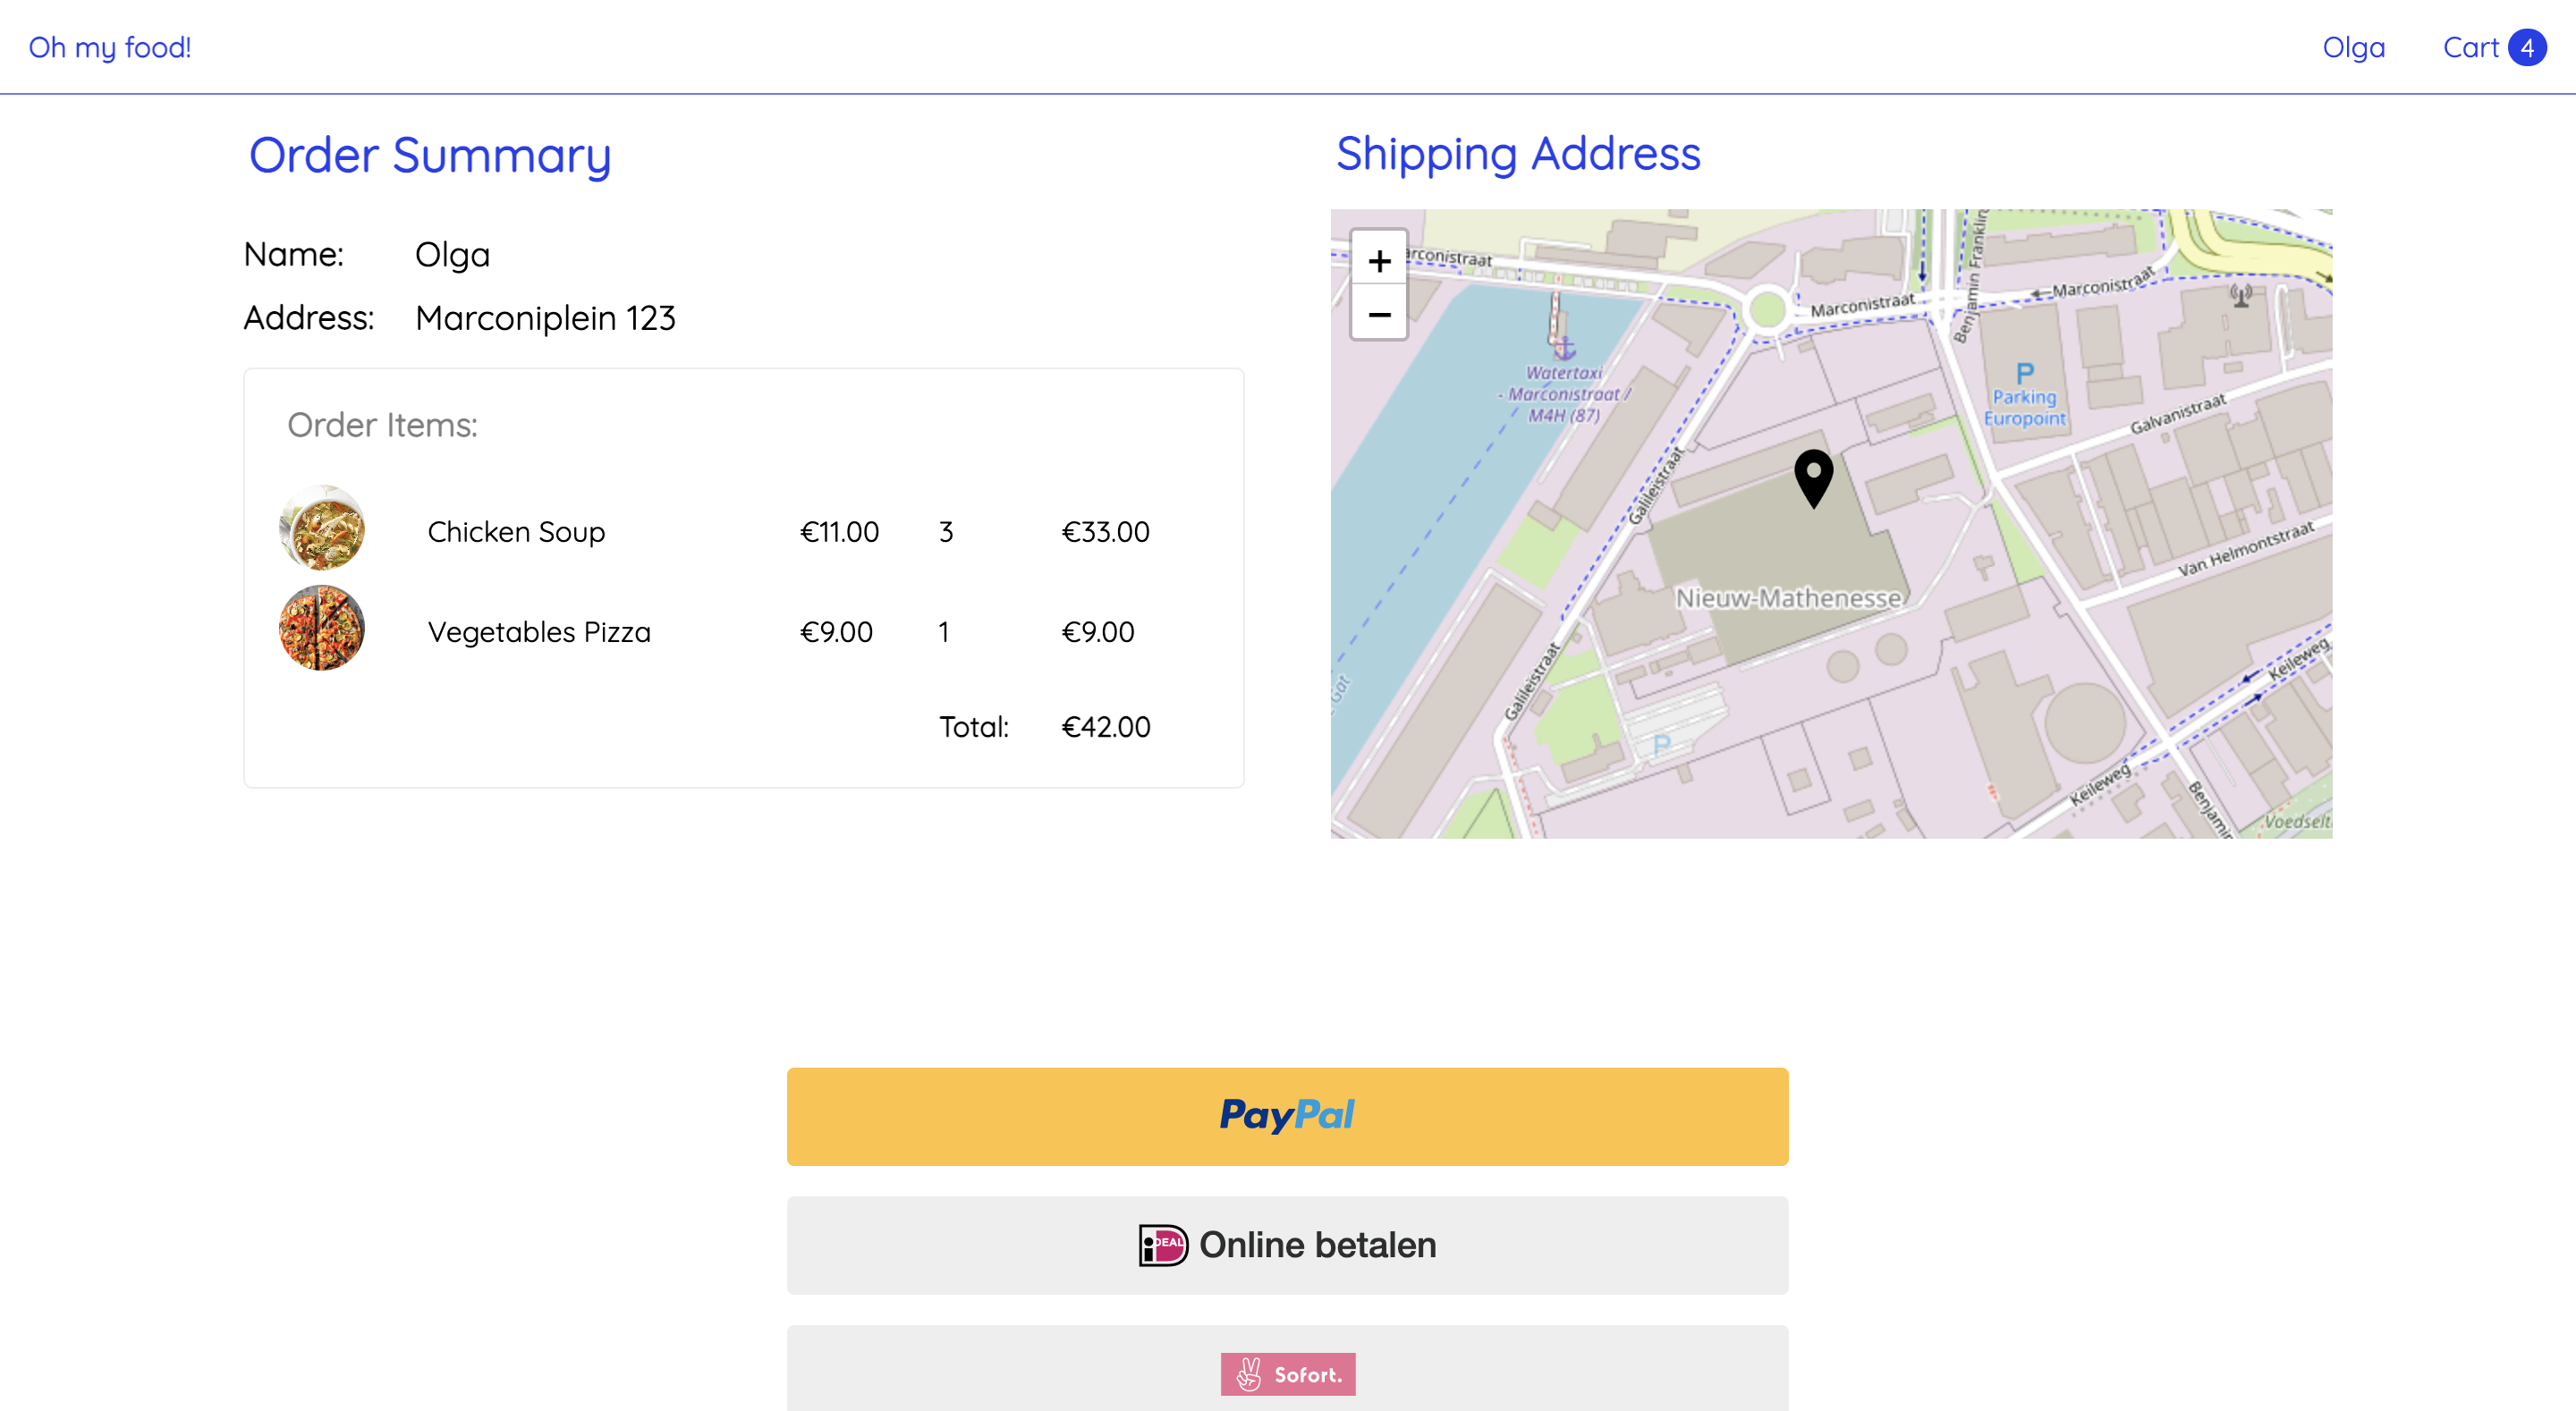 Oh my food!
Olga
Cart 4
Order Summary
Name: Olga
Address: Marconiplein 123
Order Items:
Chicken Soup €11.00 3 €33.00
Vegetables Pizza €9.00 1 €9.00
Total: €42.00
Shipping Address
+
−
arconistraat
Marconistraat
Marconistraat
Benjamin Franklin
Watertaxi
- Marconistraat /
M4H (87)
P
Parking
Europoint
Galvanistraat
Galileistraat
Van Helmontstraat
Nieuw-Mathenesse
Galileistraat
Keileweg
Gat
P
Keileweg
Benjamin
Voedselt
PayPal
iDEAL Online betalen
Sofort.